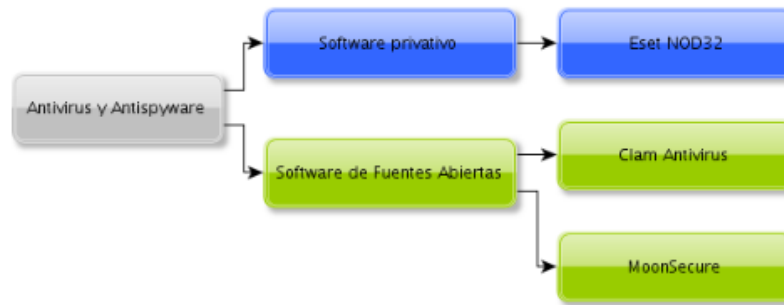 Software privativo
Eset NOD32
Antivirus y Antispyware
Software de Fuentes Abiertas
Clam Antivirus
MoonSecure